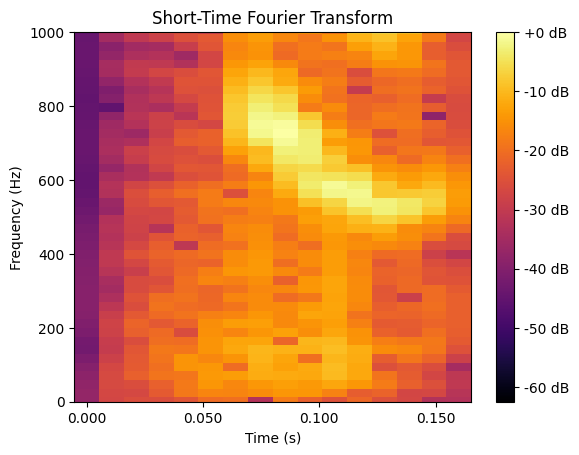 Short-Time Fourier Transform
Frequency (Hz)
1000
800
600
400
200
0
0.000
0.050
0.100
0.150
Time (s)
+0 dB
-10 dB
-20 dB
-30 dB
-40 dB
-50 dB
-60 dB